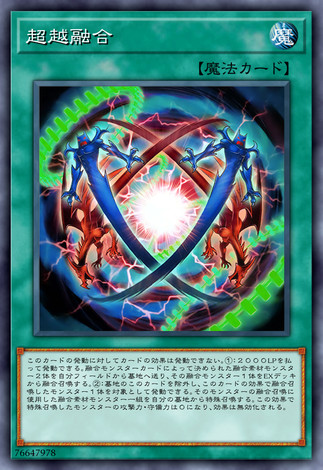 超越融合
魔
【魔法カード】
このカードの発動に対してカードの効果は発動できない。①:2000LPを払
って発動できる。融合モンスターカードによって決められた融合素材モンスタ
ー2体を自分フィールドから墓地へ送り、その融合モンスター1体をEXデッキ
から融合召喚する。②:墓地のこのカードを除外し、この効果で融合召
喚したモンスター1体を対象として発動できる。そのモンスターの融合召喚に
使用した融合素材モンスター一組を自分の墓地から特殊召喚する。この効果で
特殊召喚したモンスターの攻撃力・守備力は0になり、効果は無効化される。
76647978